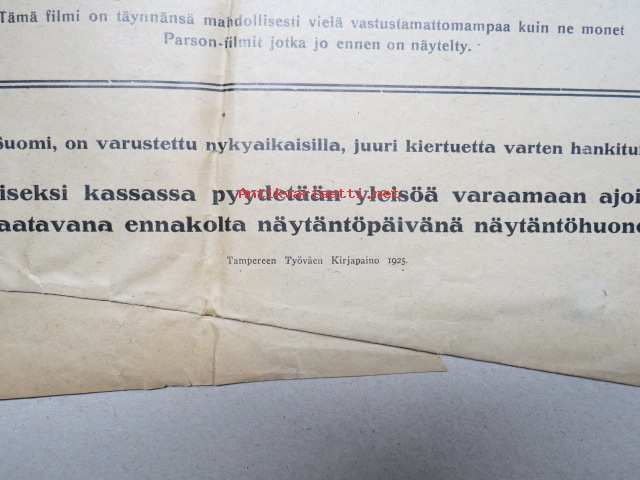 Tämä filmi on täynnänsä mahdollisesti vielä vastustamattomampaa kuin ne monet
Parson-filmit jotka jo ennen on näytelty.
Suomi, on varustettu nykyaikaisilla, juuri kiertuetta varten hankitui
iseksi kassassa pyydetään yleisöä varaamaan ajoi
aatavana ennakolta näytäntöpäivänä näytäntöhuone
Tampereen Työväen Kirjapaino 1925.